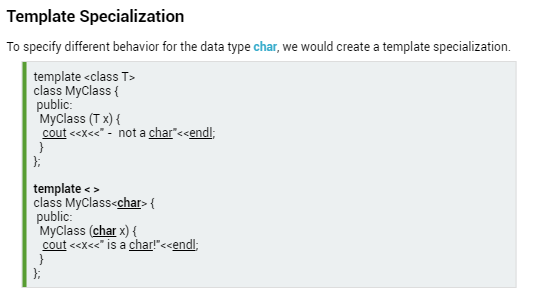 Template Specialization
To specify different behavior for the data type char, we would create a template specialization.
template <class T>
class MyClass {
public:
MyClass (T x) {
cout <<x<<" - not a char"<<endl;
}
};
template < >
class MyClass<char> {
public:
MyClass (char x) {
cout <<x<<" is a char!"<<endl;
}
};